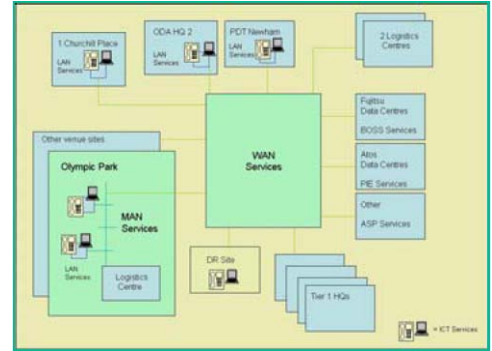 1 Churchill Place
LAN
Services
ODA HQ 2
LAN
Services
PDT Newham
LAN
Services
2 Logistics
Centres
Fujitsu
Data Centres
BOSS Services
Atos
Data Centres
PIE Services
Other
ASP Services
WAN
Services
Other venue sites
Olympic Park
MAN
Services
LAN
Services
Logistics
Centre
DR Site
Tier 1 HQs
= ICT Services